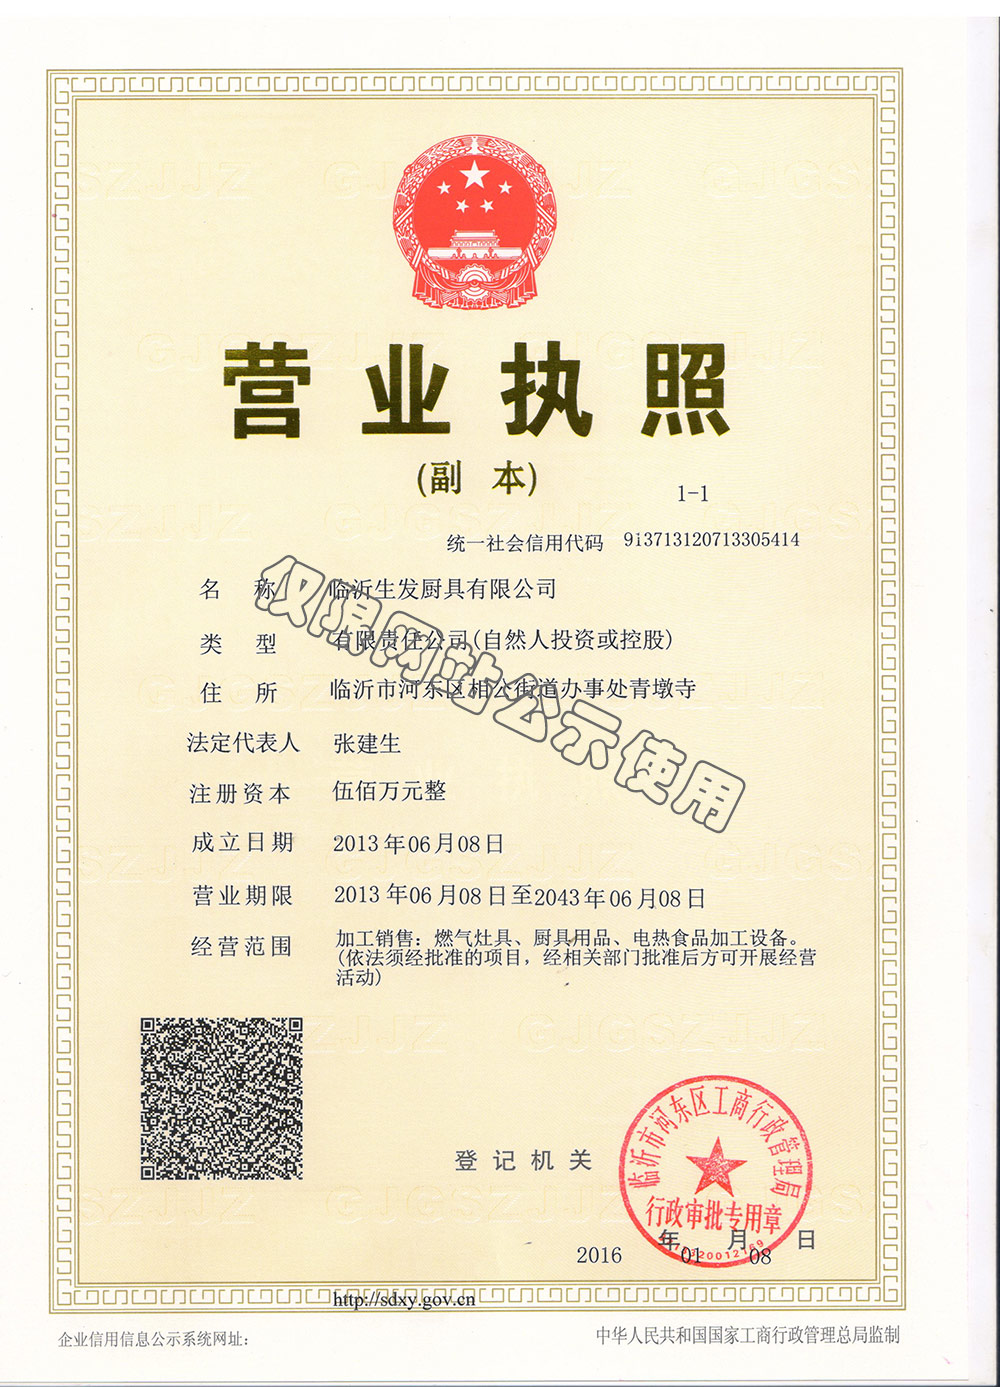 营业执照
(副 本)
1-1
统一社会信用代码 913713120713305414
名 称 临沂生发厨具有限公司
类 型 有限责任公司(自然人投资或控股)
住 所 临沂市河东区相公街道办事处青墩寺
法定代表人 张建生
注册资本 伍佰万元整
成立日期 2013年06月08日
营业期限 2013年06月08日至2043年06月08日
经营范围 加工销售：燃气灶具、厨具用品、电热食品加工设备。
(依法须经批准的项目，经相关部门批准后方可开展经营
活动)
仅限网站公示使用
登记机关
临沂市河东区工商行政管理局
行政审批专用章
2016年01月08日
http://sdxy.gov.cn
企业信用信息公示系统网址：
中华人民共和国国家工商行政管理总局监制